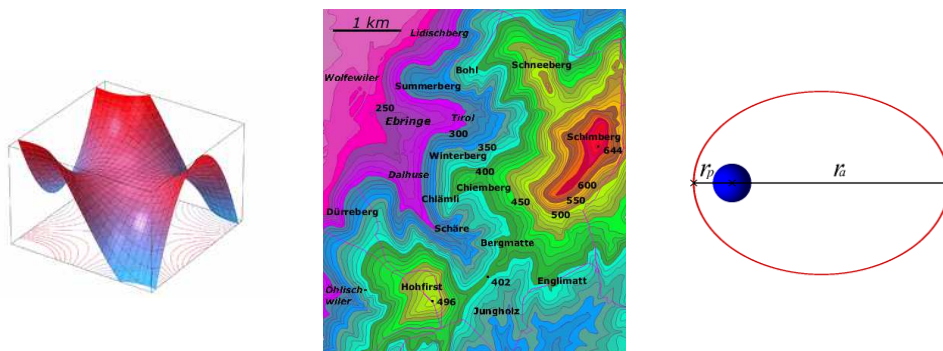 1 km
Lidischberg
Bohl
Schneeberg
Wolfewiler
Summerberg
250
Ebringe
Tirol
300
Schimberg
644
350
Winterberg
400
Dalhuse
Chiemberg
600
Chlämli
450
550
500
Dürreberg
Schäre
Bergmatte
Öhlisch-
wiler
Hohfirst
496
402
Englimatt
Jungholz
rp
ra